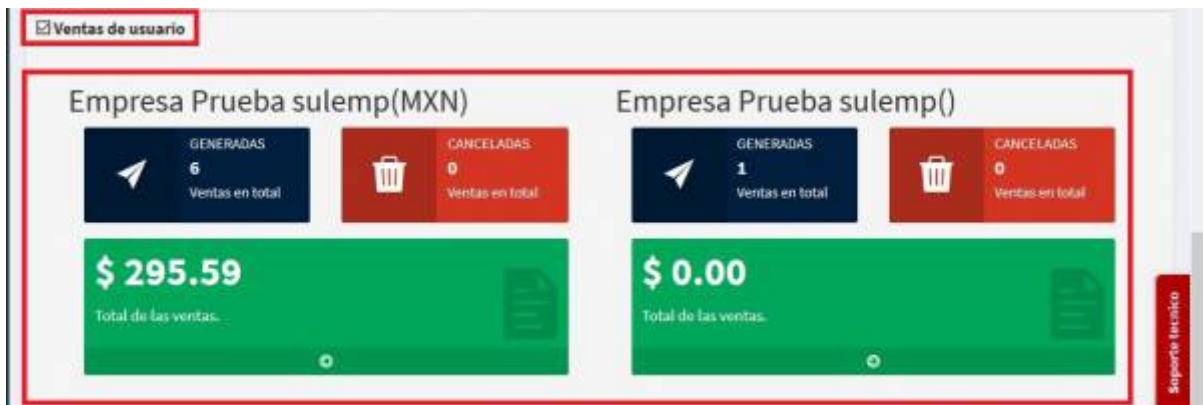 Ventas de usuario
Empresa Prueba sulemp(MXN)
GENERADAS
6
Ventas en total
CANCELADAS
0
Ventas en total
$ 295.59
Total de las ventas.
Empresa Prueba sulemp()
GENERADAS
1
Ventas en total
CANCELADAS
0
Ventas en total
$ 0.00
Total de las ventas.
Soporte tecnico